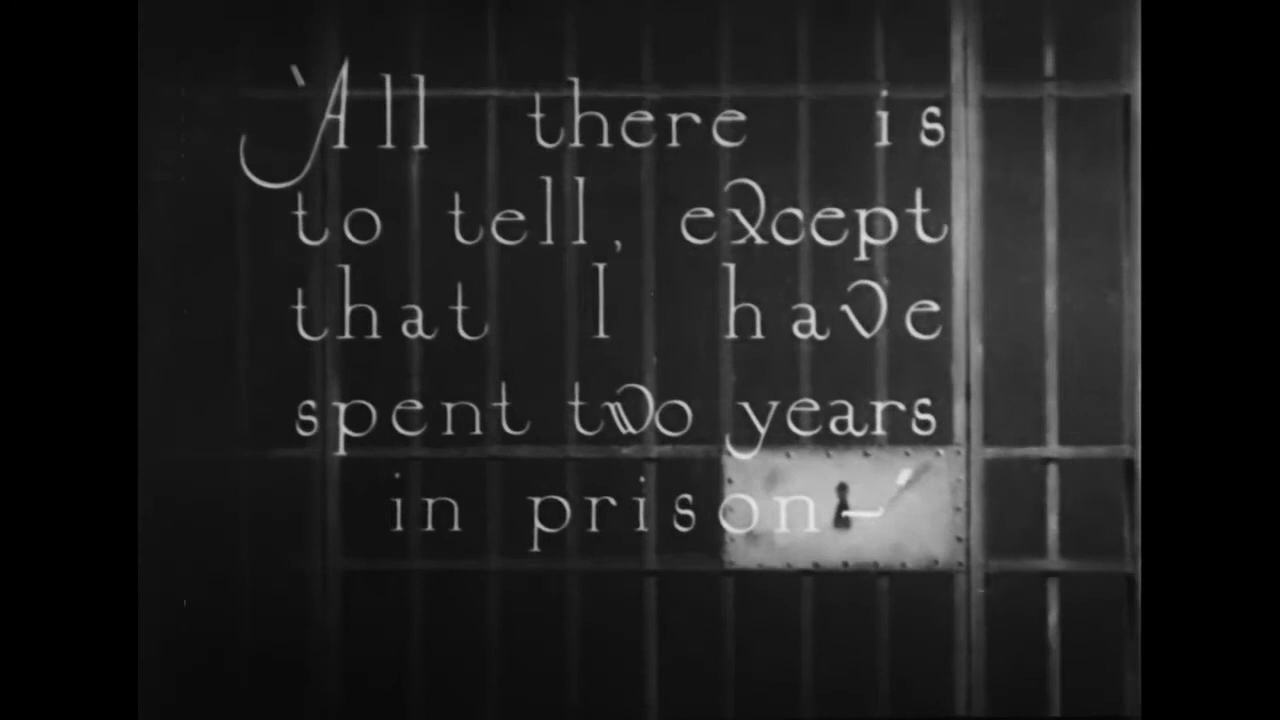 'All there is
to tell, except
that I have
spent two years
in prison—'